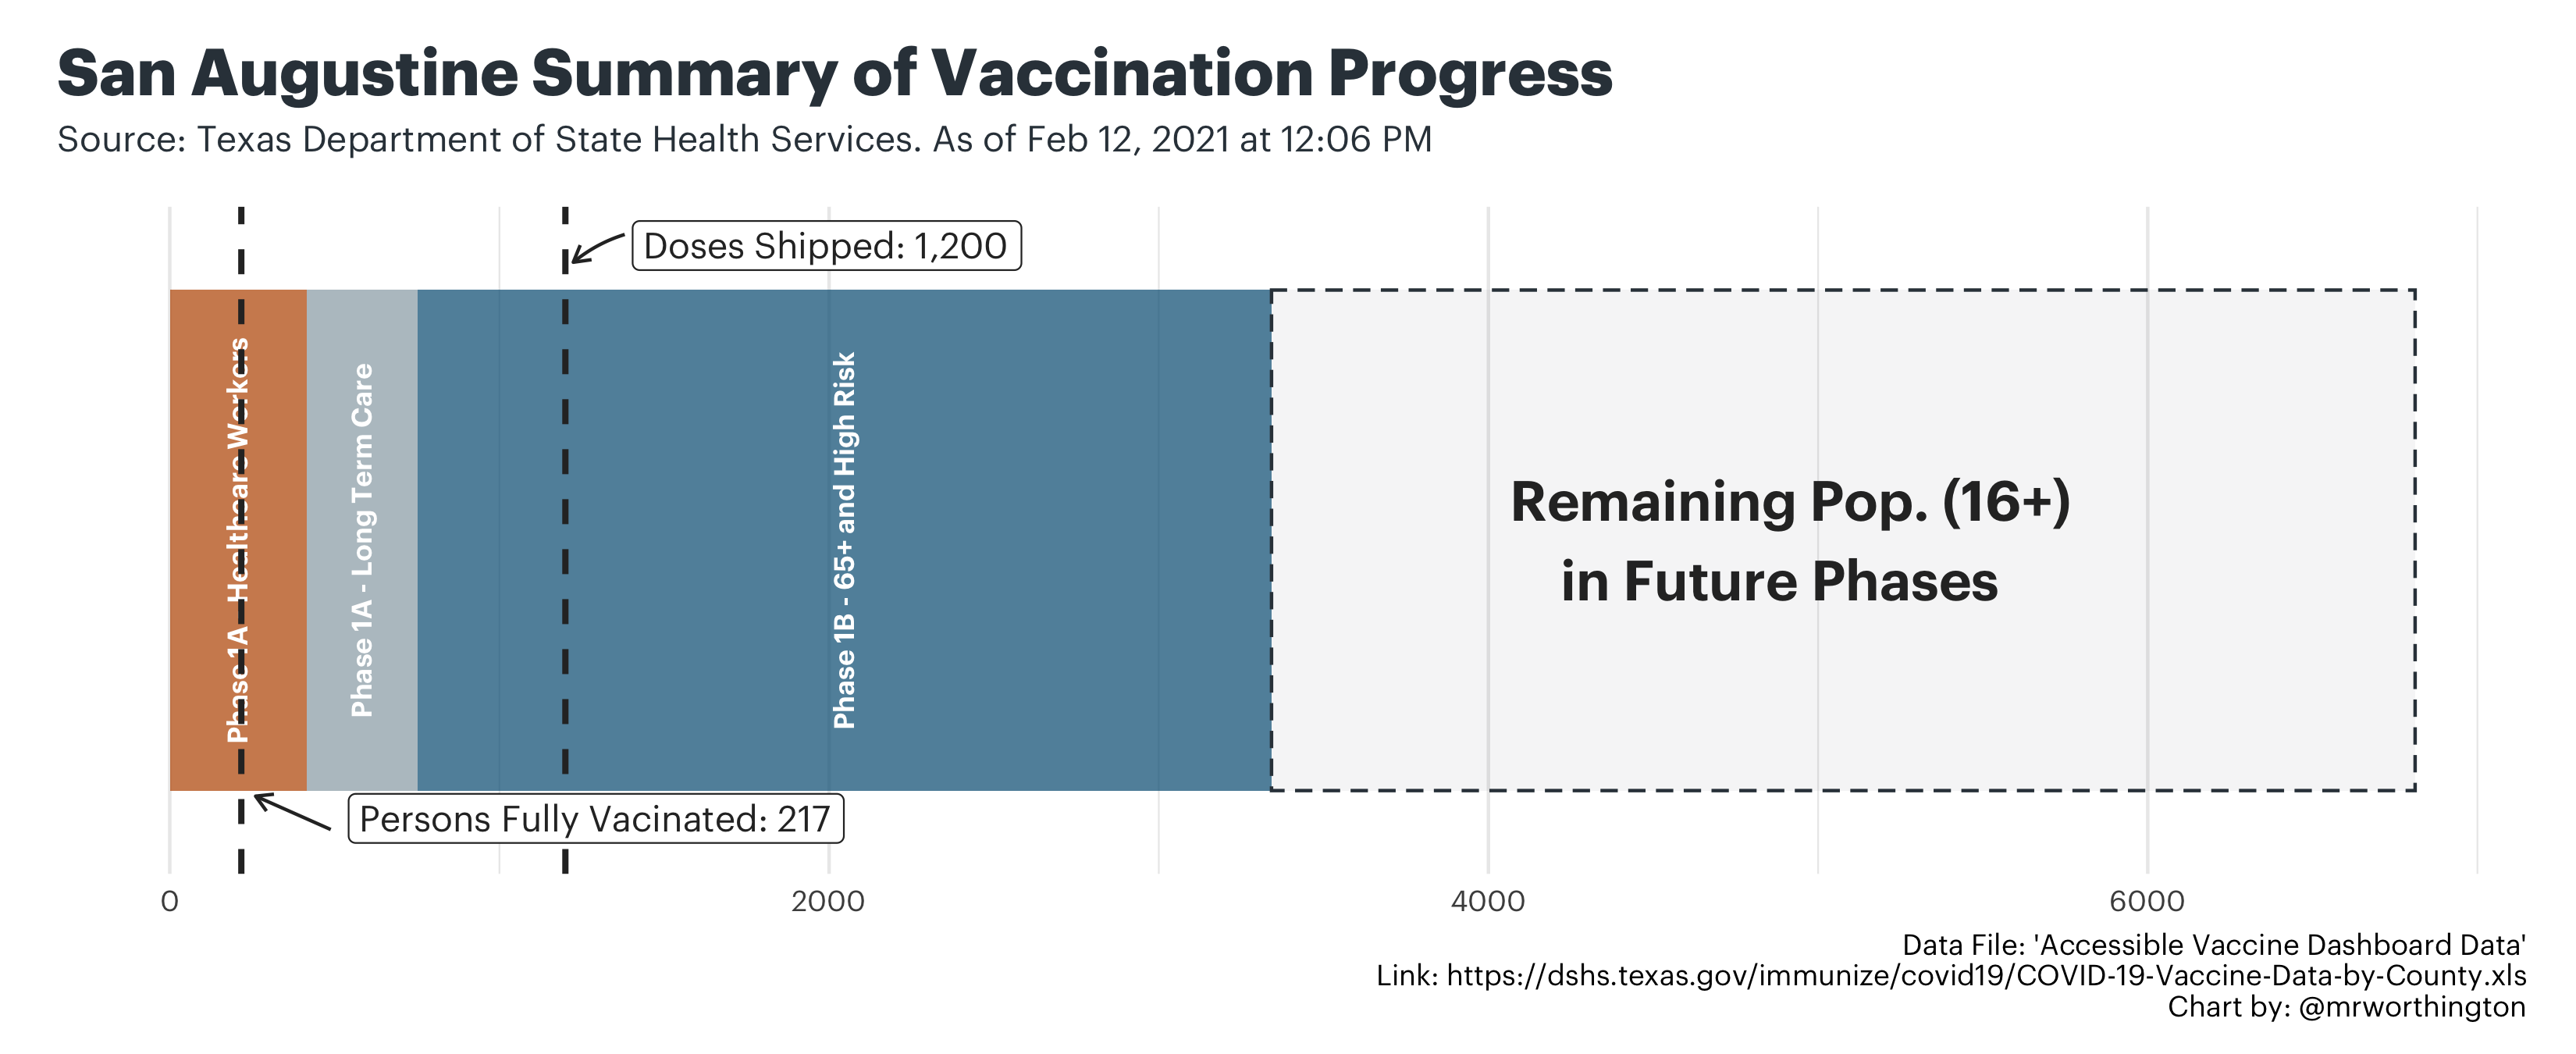 San Augustine Summary of Vaccination Progress
Source: Texas Department of State Health Services. As of Feb 12, 2021 at 12:06 PM
Doses Shipped: 1,200
Phase 1A - Healthcare Workers
Phase 1A - Long Term Care
Phase 1B - 65+ and High Risk
Remaining Pop. (16+)
in Future Phases
Persons Fully Vacinated: 217
0
2000
4000
6000
Data File: 'Accessible Vaccine Dashboard Data'
Link: https://dshs.texas.gov/immunize/covid19/COVID-19-Vaccine-Data-by-County.xls
Chart by: @mrworthington